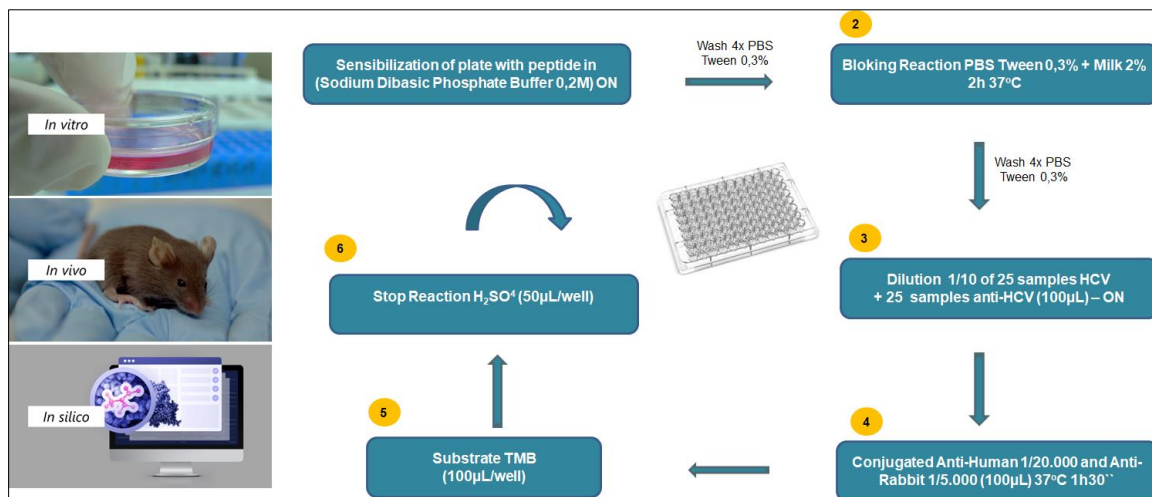 In vitro
In vivo
In silico
Sensibilization of plate with peptide in
(Sodium Dibasic Phosphate Buffer 0,2M) ON
Wash 4x PBS
Tween 0,3%
2
Bloking Reaction PBS Tween 0,3% + Milk 2%
2h 37ºC
Wash 4x PBS
Tween 0,3%
3
Dilution 1/10 of 25 samples HCV
+ 25 samples anti-HCV (100µL) – ON
4
Conjugated Anti-Human 1/20.000 and Anti-
Rabbit 1/5.000 (100µL) 37ºC 1h30``
5
Substrate TMB
(100µL/well)
6
Stop Reaction H₂SO⁴ (50µL/well)